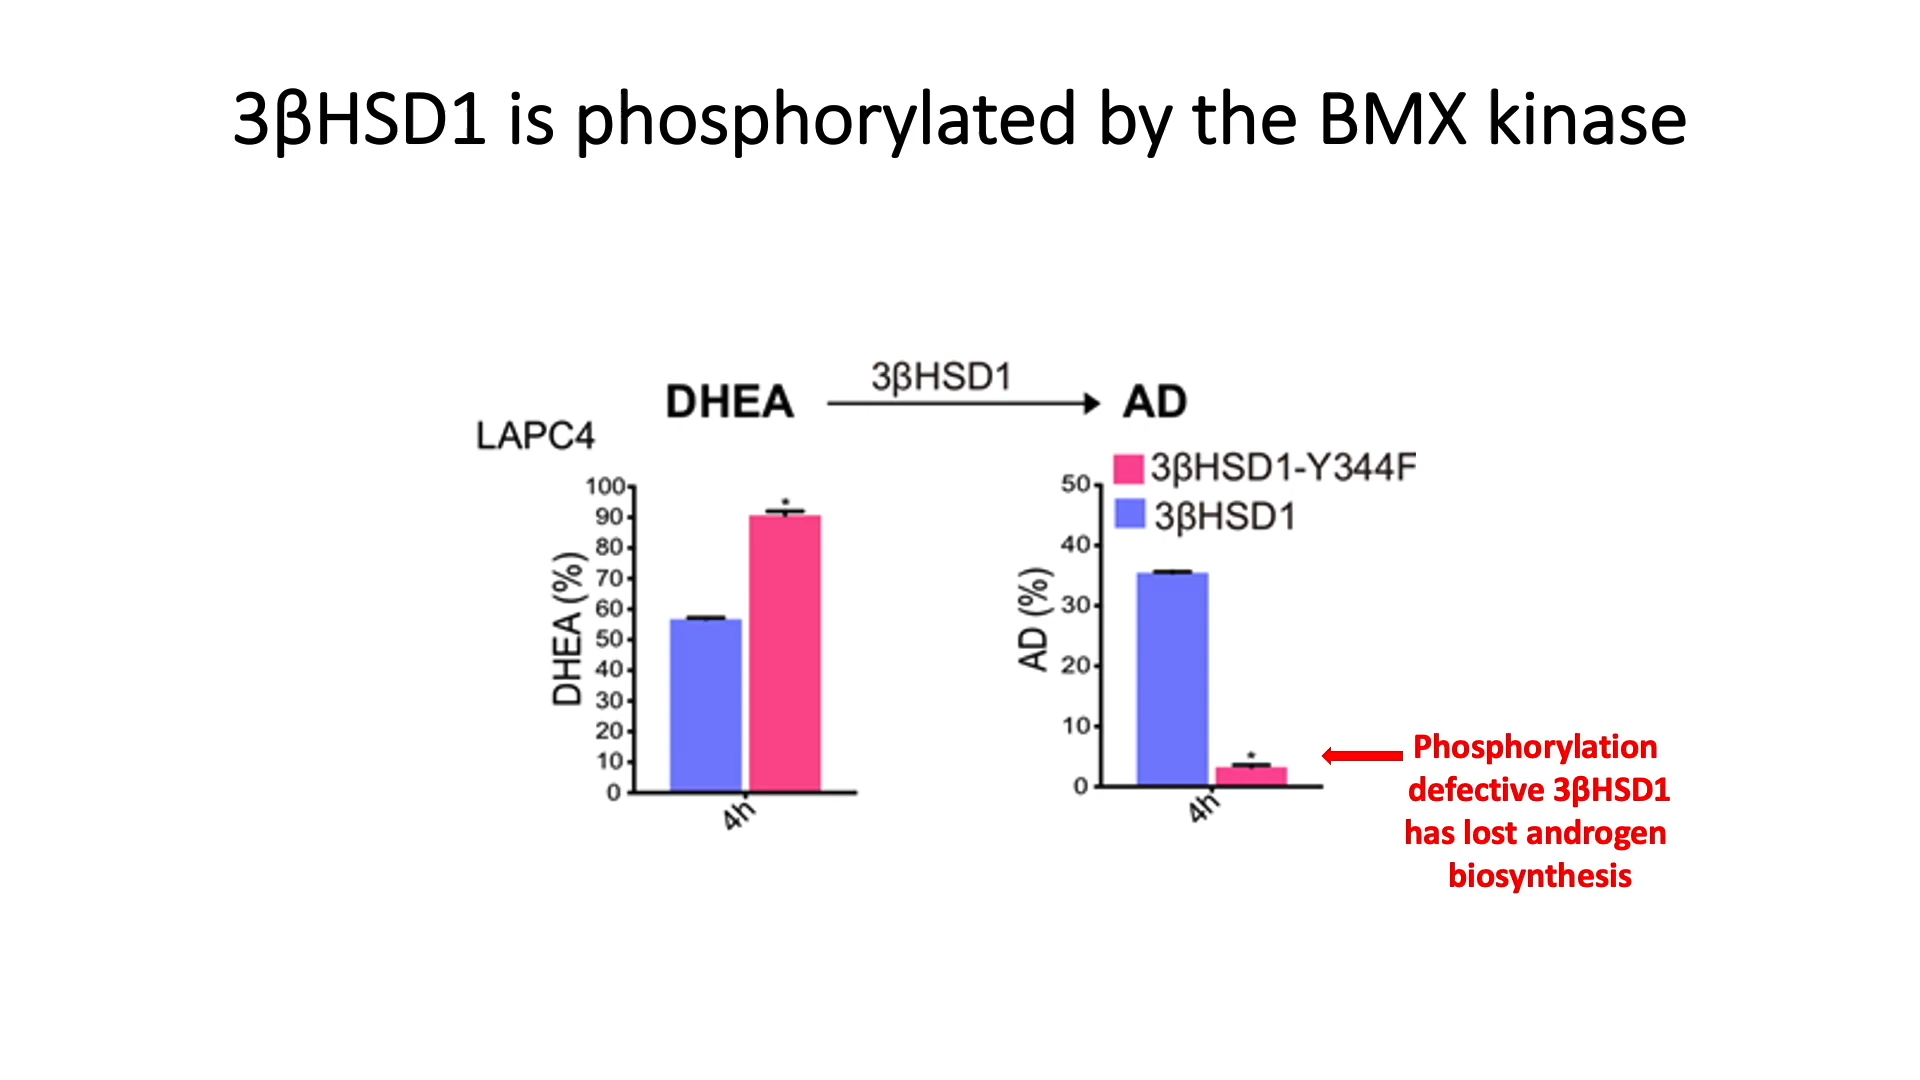 3βHSD1 is phosphorylated by the BMX kinase
3βHSD1
DHEA
AD
LAPC4
3βHSD1-Y344F
3βHSD1
DHEA (%)
100
90
80
70
60
50
40
30
20
10
0
*
4h
AD (%)
50
40
30
20
10
0
*
4h
Phosphorylation
defective 3βHSD1
has lost androgen
biosynthesis